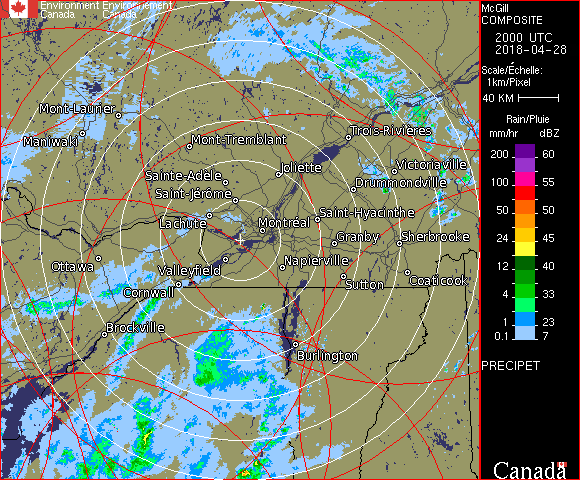 Environment Environnement
Canada Canada
McGill
COMPOSITE
2000 UTC
2018-04-28
Scale/Échelle:
1km/Pixel
40 KM
Rain/Pluie
mm/hr dBZ
200 60
100 55
50 50
24 45
12 40
4 33
1 23
0.1 7
PRECIPET
Canada
Mont-Laurier
Maniwaki
Mont-Tremblant
Trois-Rivières
Victoriaville
Joliette
Sainte-Adèle
Drummondville
Saint-Jérôme
Saint-Hyacinthe
Lachute
Montréal
Granby
Sherbrooke
Ottawa
Valleyfield
Napierville
Sutton
Coaticook
Cornwall
Brockville
Burlington